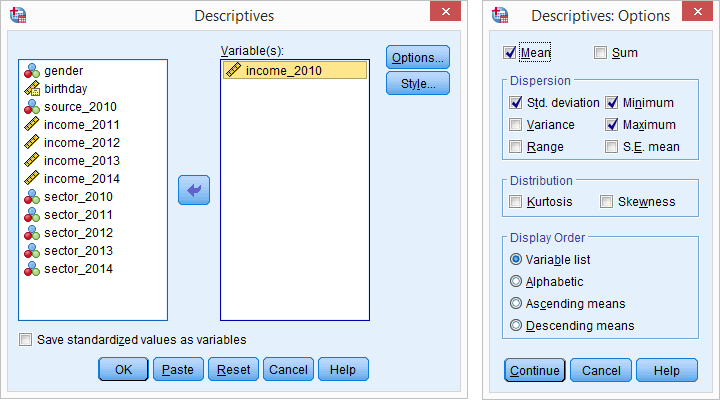 Descriptives
Variable(s):
gender
birthday
source_2010
income_2011
income_2012
income_2013
income_2014
sector_2010
sector_2011
sector_2012
sector_2013
sector_2014
income_2010
Options...
Style...
Save standardized values as variables
OK Paste Reset Cancel Help
Descriptives: Options
Mean Sum
Dispersion
Std. deviation Minimum
Variance Maximum
Range S.E. mean
Distribution
Kurtosis Skewness
Display Order
Variable list
Alphabetic
Ascending means
Descending means
Continue Cancel Help